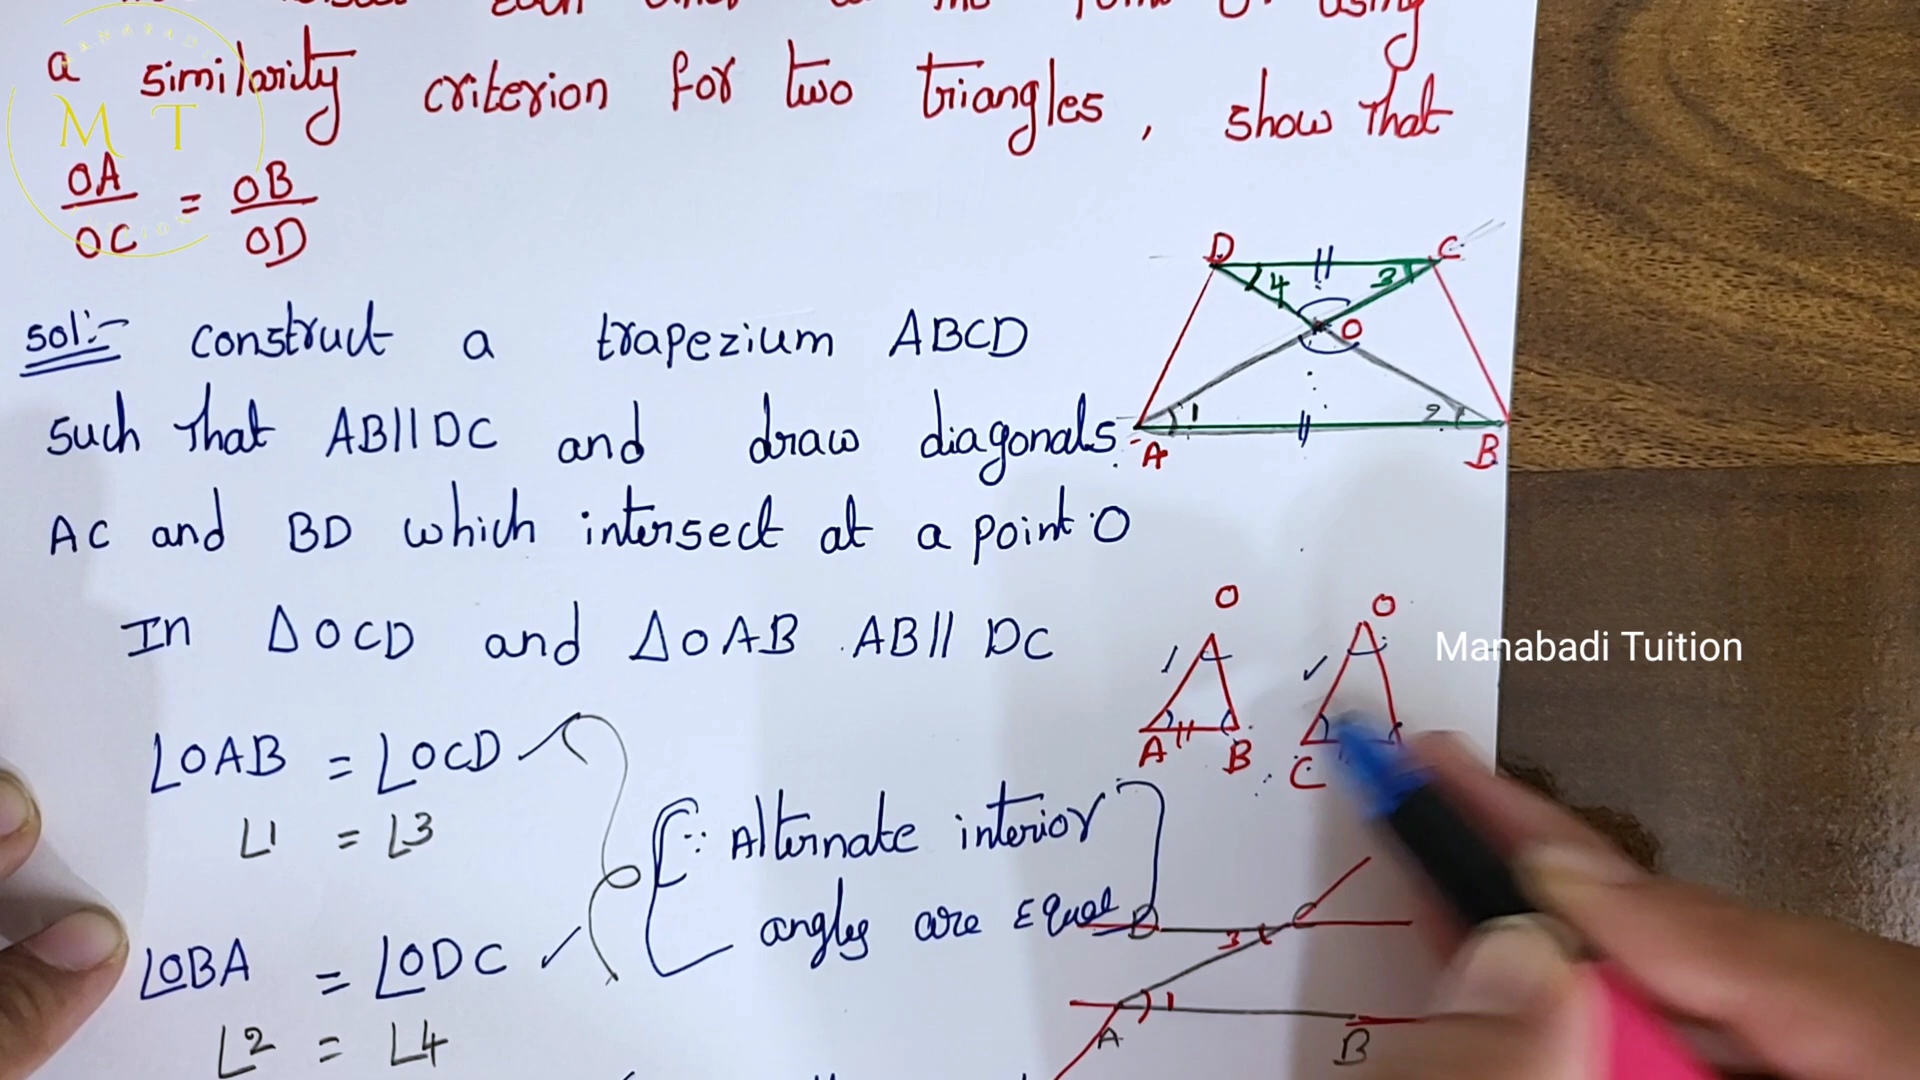 a similarity criterion for two triangles, show that
OA/OC = OB/OD
M T
sol:- construct a trapezium ABCD
such that AB||DC and draw diagonals
AC and BD which intersect at a point O
D C
4 3
O
1 2
A B
In ΔOCD and ΔOAB AB||DC
O O
A B C
Manabadi Tuition
∠OAB = ∠OCD
∠1 = ∠3
[∵ Alternate interior
angles are Equal]
∠OBA = ∠ODC
∠2 = ∠4
D C
3
1
A B